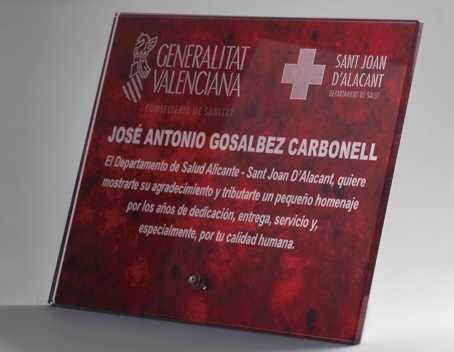 GENERALITAT
VALENCIANA
CONSELLERIA DE SANITAT
SANT JOAN
D'ALACANT
DEPARTAMENT DE SALUT
JOSÉ ANTONIO GOSALBEZ CARBONELL
El Departamento de Salud Alicante - Sant Joan D'Alacant, quiere
mostrarte su agradecimiento y tributarte un pequeño homenaje
por los años de dedicación, entrega, servicio y,
especialmente, por tu calidad humana.